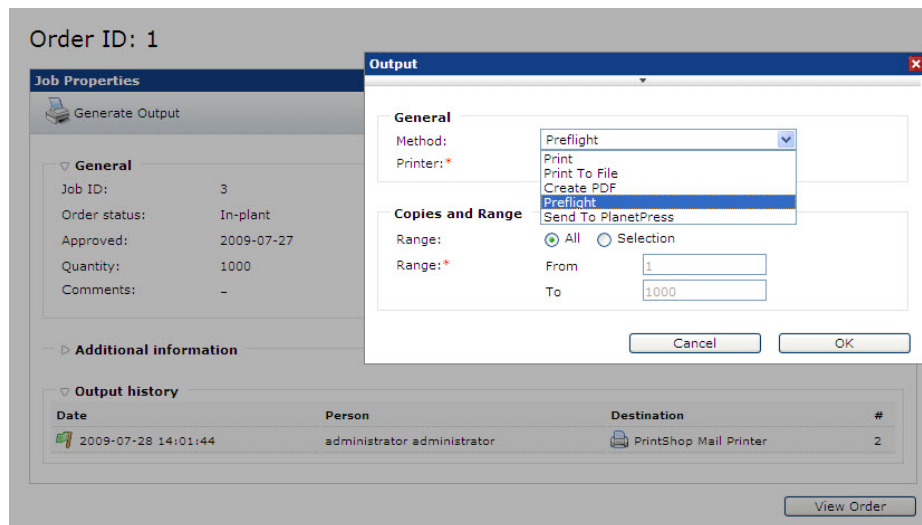 Order ID: 1
Job Properties
Generate Output
General
Job ID: 3
Order status: In-plant
Approved: 2009-07-27
Quantity: 1000
Comments: –
Additional information
Output history
Date Person Destination #
2009-07-28 14:01:44 administrator administrator PrintShop Mail Printer 2
View Order
Output
General
Method: Preflight
Printer:*
Print
Print To File
Create PDF
Preflight
Send To PlanetPress
Copies and Range
Range: All Selection
Range:* From 1
To 1000
Cancel OK